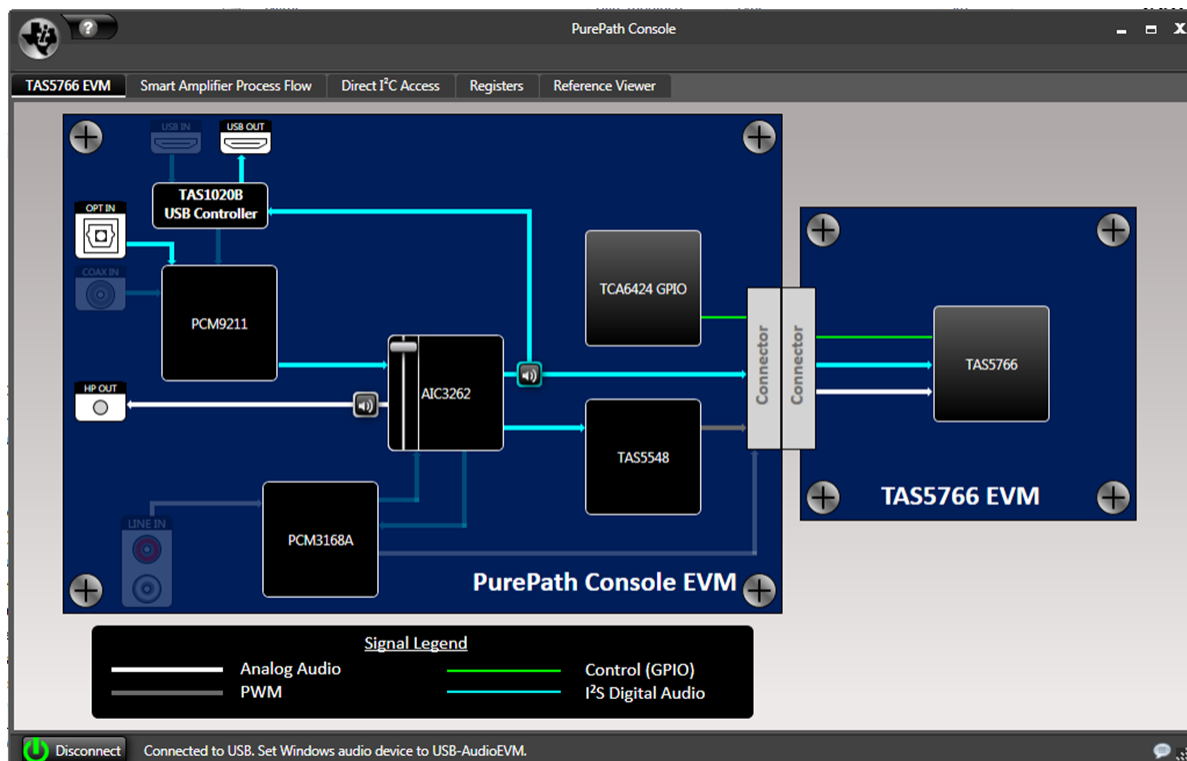 PurePath Console
?
TAS5766 EVM
Smart Amplifier Process Flow
Direct I²C Access
Registers
Reference Viewer
USB IN
USB OUT
TAS1020B
USB Controller
OPT IN
COAX IN
PCM9211
TCA6424 GPIO
HP OUT
AIC3262
Connector
Connector
TAS5766
TAS5548
LINE IN
PCM3168A
TAS5766 EVM
PurePath Console EVM
Signal Legend
Analog Audio
Control (GPIO)
PWM
I²S Digital Audio
Disconnect
Connected to USB. Set Windows audio device to USB-AudioEVM.